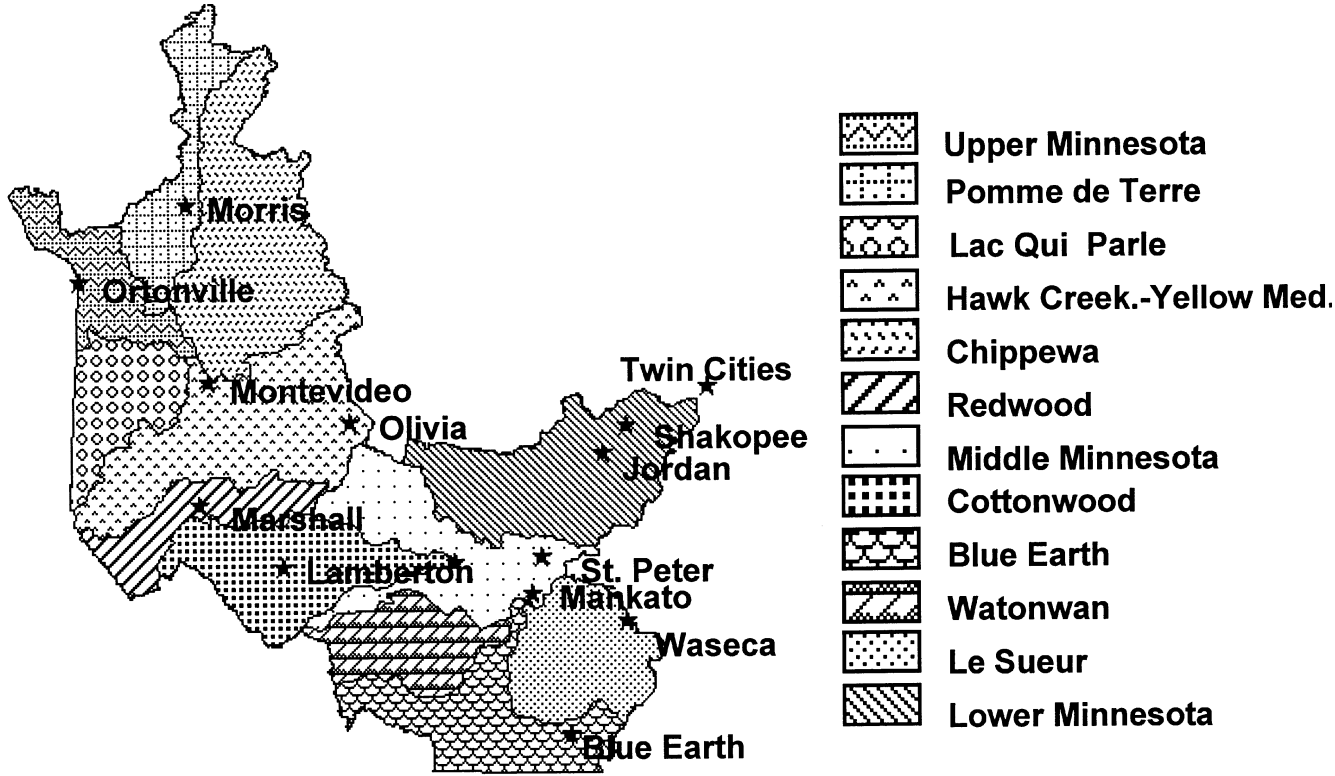 Morris
Ortonville
Montevideo
Olivia
Twin Cities
Shakopee
Jordan
Marshall
Lamberton
St. Peter
Mankato
Waseca
Blue Earth
Upper Minnesota
Pomme de Terre
Lac Qui Parle
Hawk Creek.-Yellow Med.
Chippewa
Redwood
Middle Minnesota
Cottonwood
Blue Earth
Watonwan
Le Sueur
Lower Minnesota